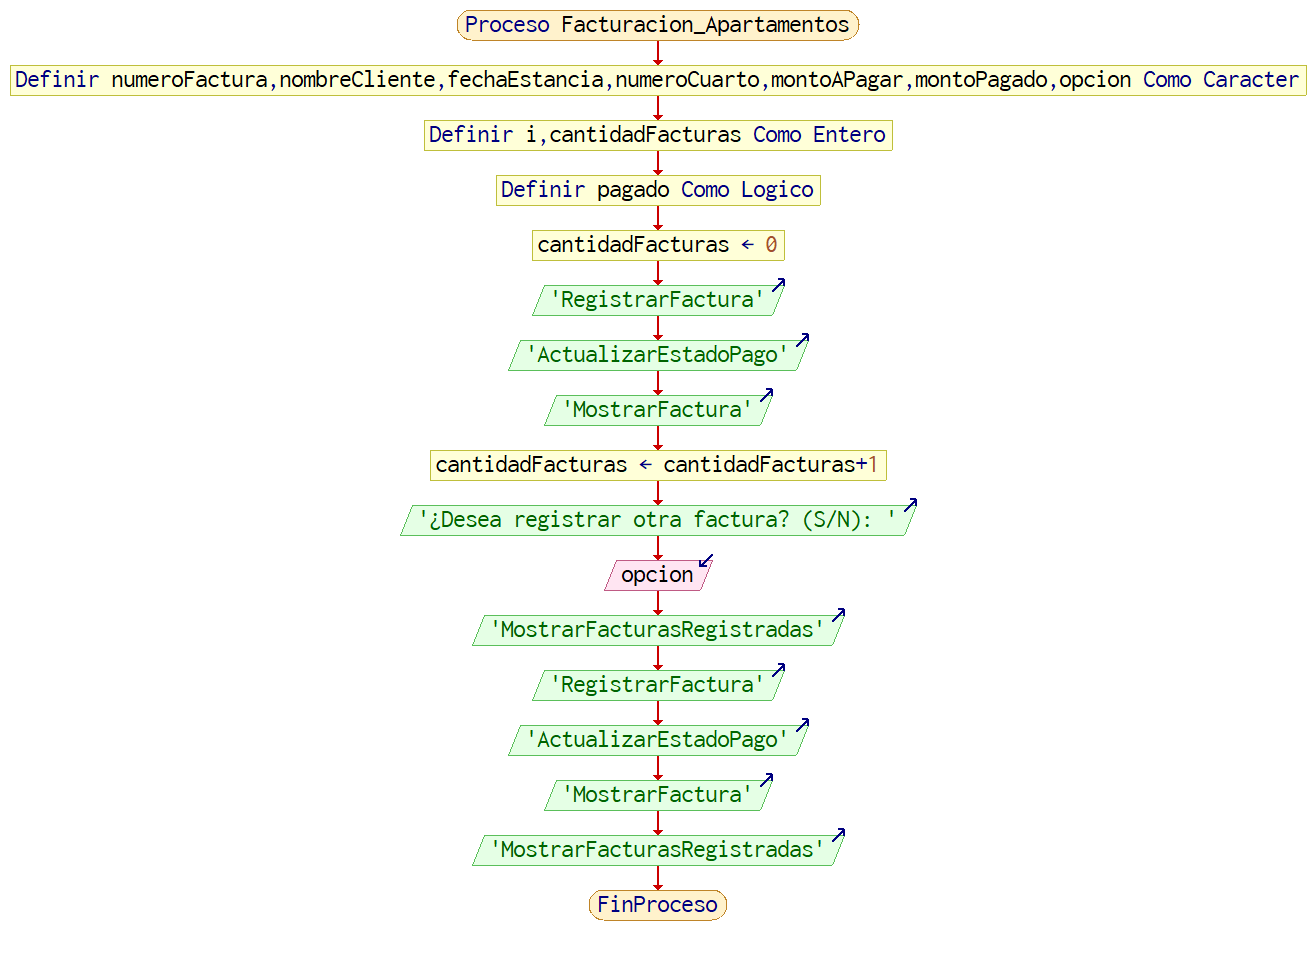 Proceso Facturacion_Apartamentos
Definir numeroFactura,nombreCliente,fechaEstancia,numeroCuarto,montoAPagar,montoPagado,opcion Como Caracter
Definir i,cantidadFacturas Como Entero
Definir pagado Como Logico
cantidadFacturas ← 0
'RegistrarFactura'
'ActualizarEstadoPago'
'MostrarFactura'
cantidadFacturas ← cantidadFacturas+1
'¿Desea registrar otra factura? (S/N): '
opcion
'MostrarFacturasRegistradas'
'RegistrarFactura'
'ActualizarEstadoPago'
'MostrarFactura'
'MostrarFacturasRegistradas'
FinProceso